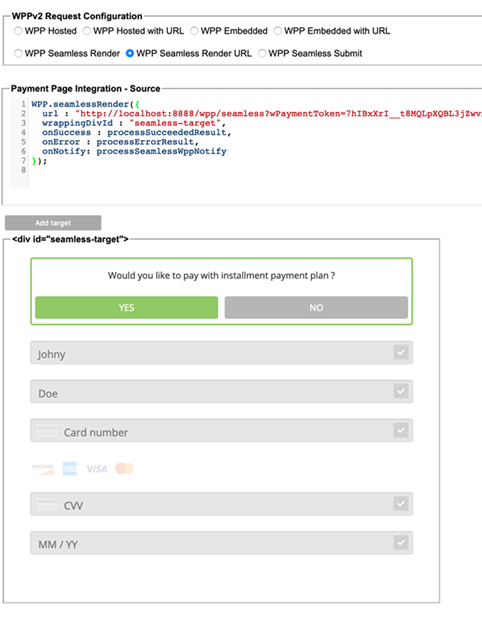 WPPv2 Request Configuration
WPP Hosted WPP Hosted with URL WPP Embedded WPP Embedded with URL
WPP Seamless Render WPP Seamless Render URL WPP Seamless Submit
Payment Page Integration - Source
1 WPP.seamlessRender({
2 url : "http://localhost:8888/wpp/seamless?wPaymentToken=7hIBxXrI__t8MQLpXQBL3jZwv
3 wrappingDivId : "seamless-target",
4 onSuccess : processSucceededResult,
5 onError : processErrorResult,
6 onNotify: processSeamlessWppNotify
7 });
8
Add target
<div id="seamless-target">
Would you like to pay with installment payment plan ?
YES NO
Johny
Doe
Card number
VISA
CVV
MM / YY